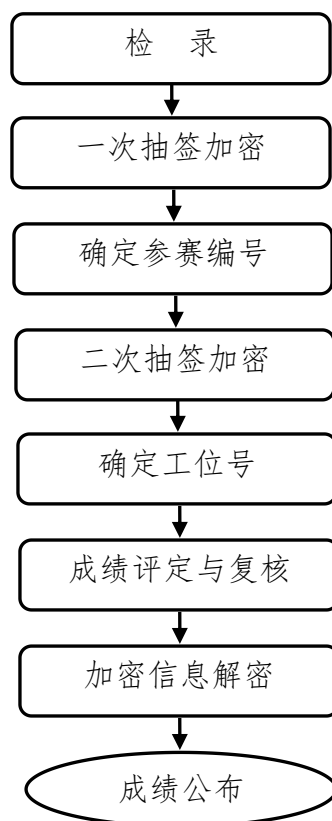 检 录
一次抽签加密
确定参赛编号
二次抽签加密
确定工位号
成绩评定与复核
加密信息解密
成绩公布